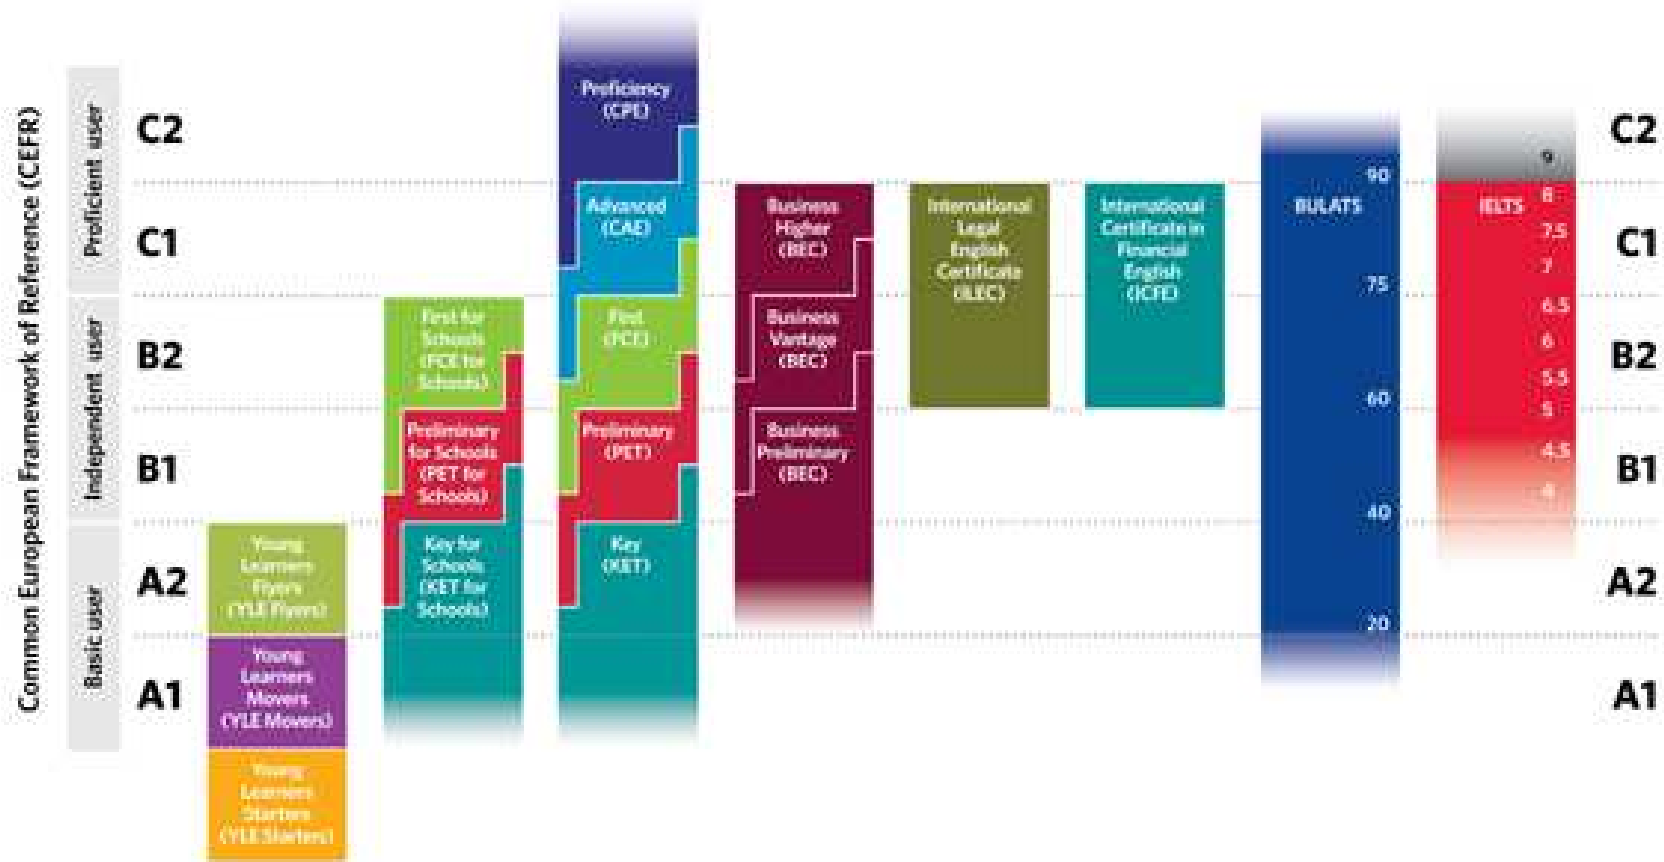 Common European Framework of Reference (CEFR)
Proficient user
Independent user
Basic user
C2
C1
B2
B1
A2
A1
Young
Learners
Flyers
(YLE Flyers)
Young
Learners
Movers
(YLE Movers)
Young
Learners
Starters
(YLE Starters)
First for
Schools
(FCE for
Schools)
Preliminary
for Schools
(PET for
Schools)
Key for
Schools
(KET for
Schools)
Proficiency
(CPE)
Advanced
(CAE)
First
(FCE)
Preliminary
(PET)
Key
(KET)
Business
Higher
(BEC)
Business
Vantage
(BEC)
Business
Preliminary
(BEC)
International
Legal
English
Certificate
(ILEC)
International
Certificate in
Financial
English
(ICFE)
BULATS
90
75
60
40
20
IELTS
9
8
7.5
7
6.5
6
5.5
5
4.5
4
C2
C1
B2
B1
A2
A1